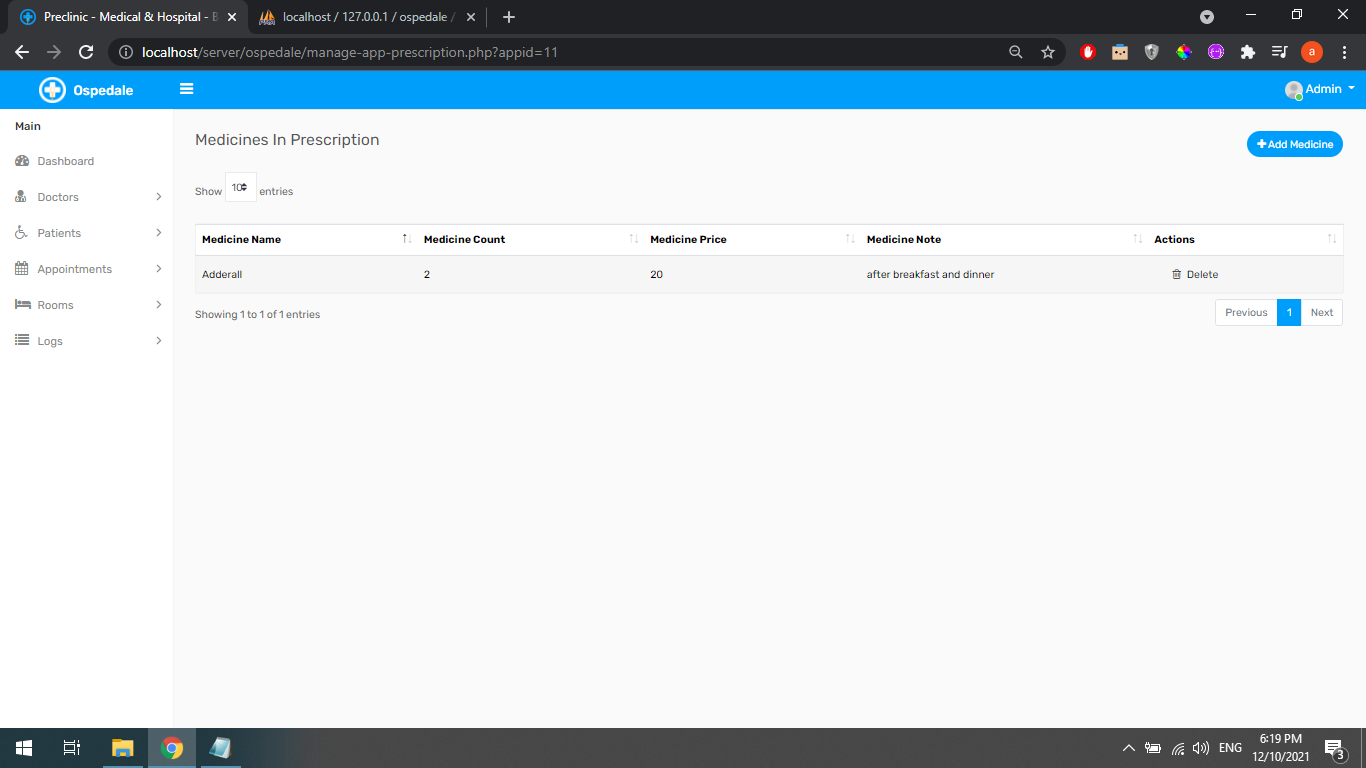 Preclinic - Medical & Hospital - B
localhost / 127.0.0.1 / ospedale /
localhost/server/ospedale/manage-app-prescription.php?appid=11
a
Ospedale
Admin
Main
Dashboard
Doctors
Patients
Appointments
Rooms
Logs
Medicines In Prescription
Add Medicine
Show 10 entries
Medicine Name Medicine Count Medicine Price Medicine Note Actions
Adderall 2 20 after breakfast and dinner Delete
Showing 1 to 1 of 1 entries
Previous 1 Next
ENG
6:19 PM
12/10/2021
3